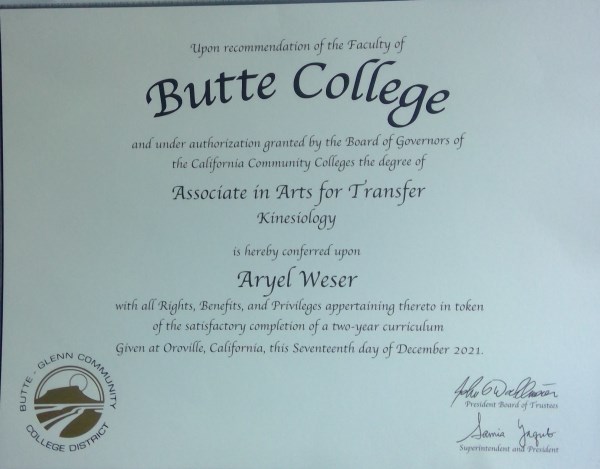 Upon recommendation of the Faculty of
Butte College
and under authorization granted by the Board of Governors of
the California Community Colleges the degree of
Associate in Arts for Transfer
Kinesiology
is hereby conferred upon
Aryel Weser
with all Rights, Benefits, and Privileges appertaining thereto in token
of the satisfactory completion of a two-year curriculum
Given at Oroville, California, this Seventeenth day of December 2021.
BUTTE - GLENN COMMUNITY
COLLEGE DISTRICT
President Board of Trustees
Samia Yaqub
Superintendent and President